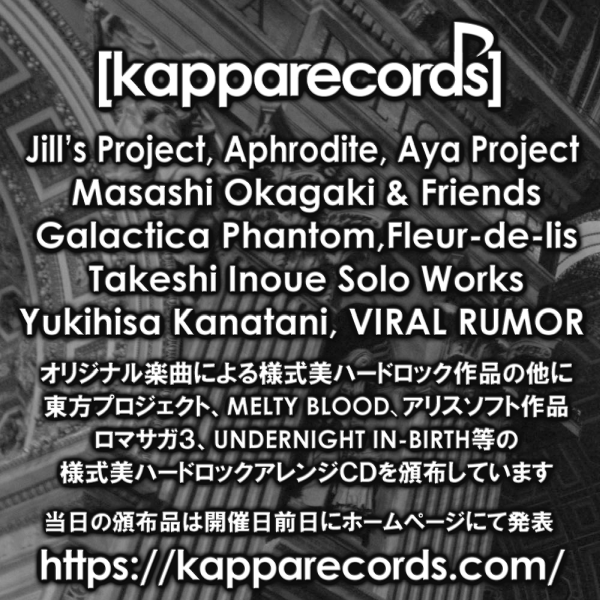 [kapparecords]
Jill's Project, Aphrodite, Aya Project
Masashi Okagaki & Friends
Galactica Phantom,Fleur-de-lis
Takeshi Inoue Solo Works
Yukihisa Kanatani, VIRAL RUMOR
オリジナル楽曲による様式美ハードロック作品の他に
東方プロジェクト、MELTY BLOOD、アリスソフト作品
ロマサガ3、UNDERNIGHT IN-BIRTH等の
様式美ハードロックアレンジCDを頒布しています
当日の頒布品は開催日前日にホームページにて発表
https://kapparecords.com/